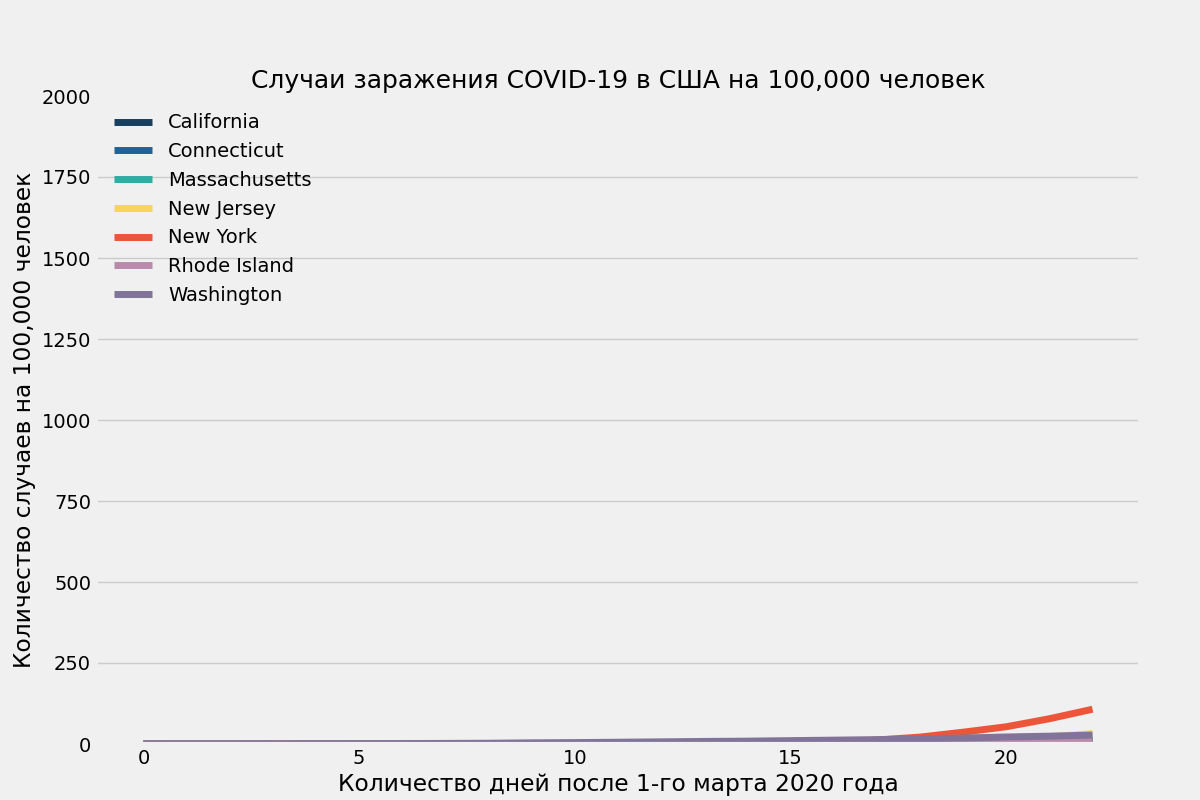 Случаи заражения COVID-19 в США на 100,000 человек
2000
1750
1500
1250
1000
750
500
250
0
California
Connecticut
Massachusetts
New Jersey
New York
Rhode Island
Washington
Количество случаев на 100,000 человек
0 5 10 15 20
Количество дней после 1-го марта 2020 года